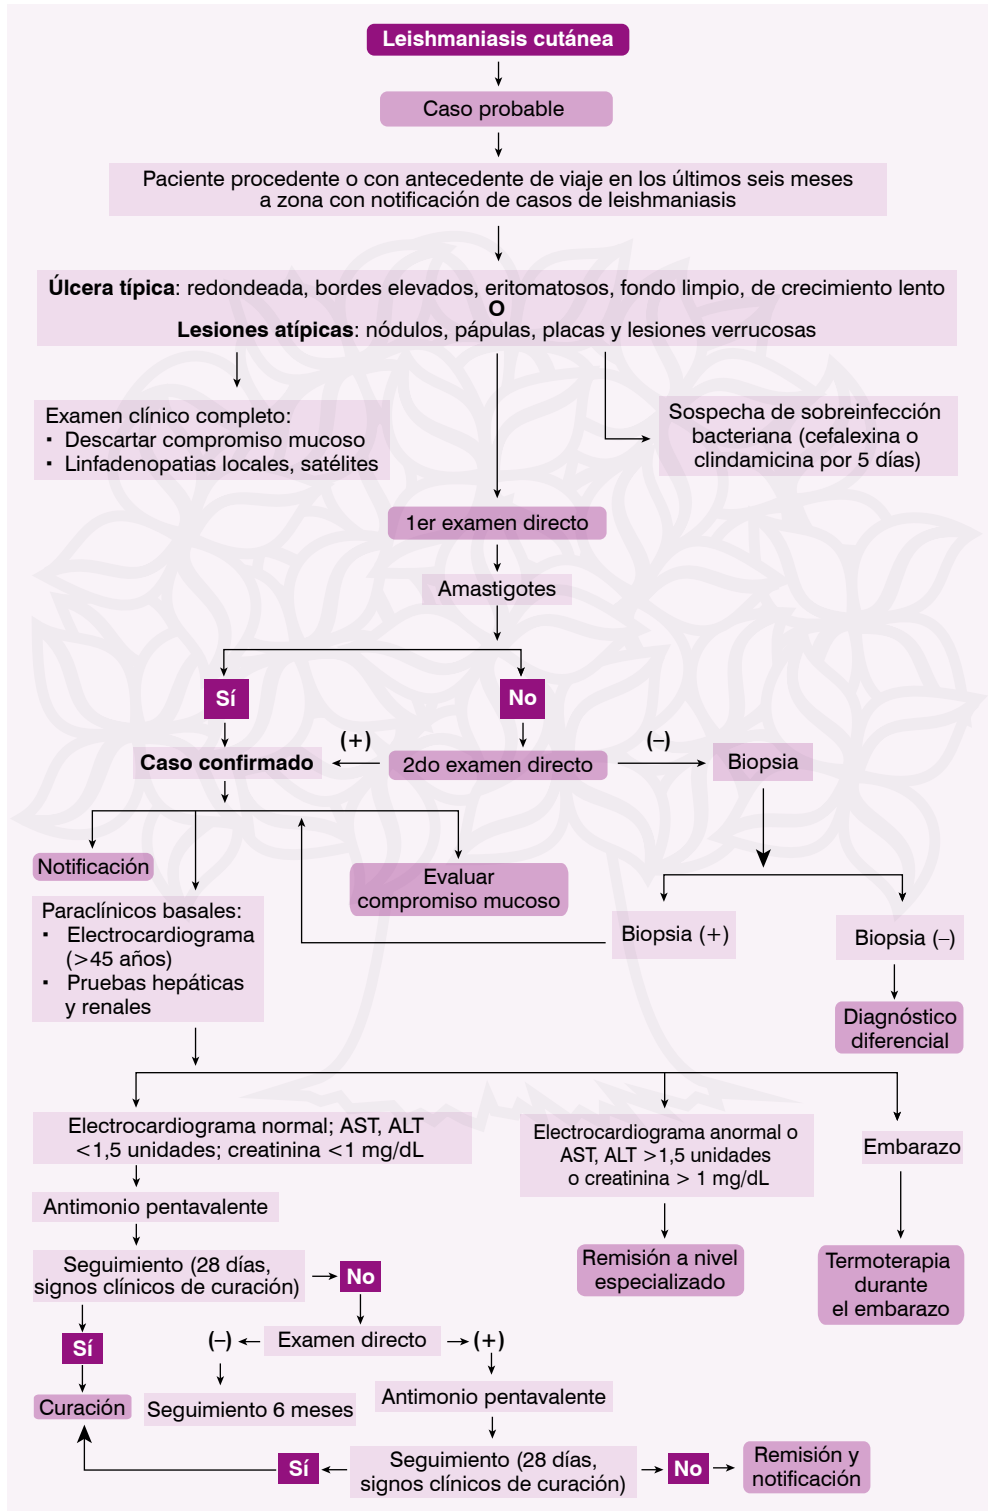 Leishmaniasis cutánea
Caso probable
Paciente procedente o con antecedente de viaje en los últimos seis meses
a zona con notificación de casos de leishmaniasis
Úlcera típica: redondeada, bordes elevados, eritomatosos, fondo limpio, de crecimiento lento
O
Lesiones atípicas: nódulos, pápulas, placas y lesiones verrucosas
Examen clínico completo:
▪ Descartar compromiso mucoso
▪ Linfadenopatias locales, satélites
Sospecha de sobreinfección
bacteriana (cefalexina o
clindamicina por 5 días)
1er examen directo
Amastigotes
Sí
No
Caso confirmado
(+)
2do examen directo
(–)
Biopsia
Notificación
Evaluar
compromiso mucoso
Paraclínicos basales:
▪ Electrocardiograma
(>45 años)
▪ Pruebas hepáticas
y renales
Biopsia (+)
Biopsia (–)
Diagnóstico
diferencial
Electrocardiograma normal; AST, ALT
<1,5 unidades; creatinina <1 mg/dL
Electrocardiograma anormal o
AST, ALT >1,5 unidades
o creatinina > 1 mg/dL
Embarazo
Antimonio pentavalente
Seguimiento (28 días,
signos clínicos de curación)
No
Remisión a nivel
especializado
Termoterapia
durante
el embarazo
Sí
(–)
Examen directo
(+)
Curación
Seguimiento 6 meses
Antimonio pentavalente
Sí
Seguimiento (28 días,
signos clínicos de curación)
No
Remisión y
notificación